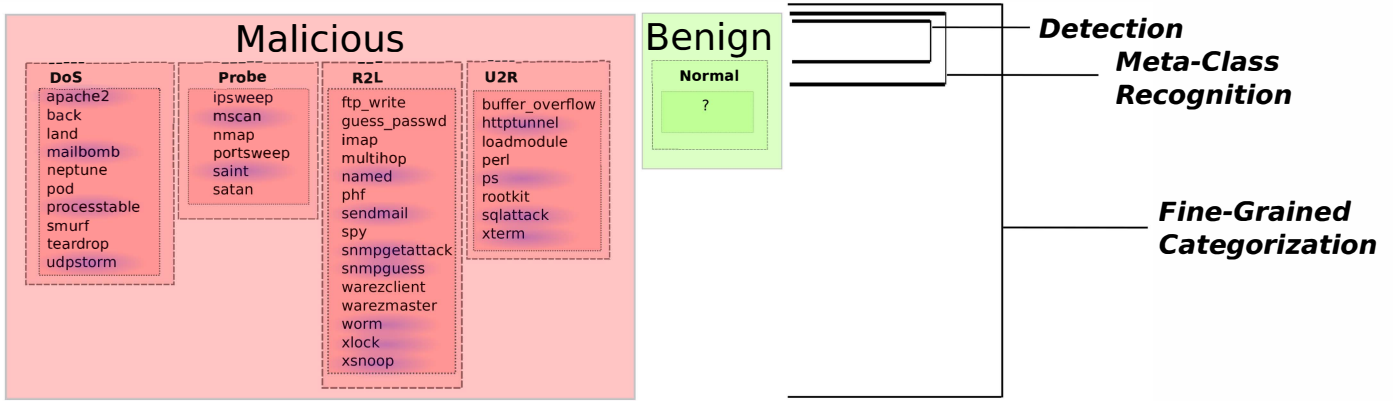 Malicious
DoS
apache2
back
land
mailbomb
neptune
pod
processtable
smurf
teardrop
udpstorm
Probe
ipsweep
mscan
nmap
portsweep
saint
satan
R2L
ftp_write
guess_passwd
imap
multihop
named
phf
sendmail
spy
snmpgetattack
snmpguess
warezclient
warezmaster
worm
xlock
xsnoop
U2R
buffer_overflow
httptunnel
loadmodule
perl
ps
rootkit
sqlattack
xterm
Benign
Normal
?
Detection
Meta-Class
Recognition
Fine-Grained
Categorization